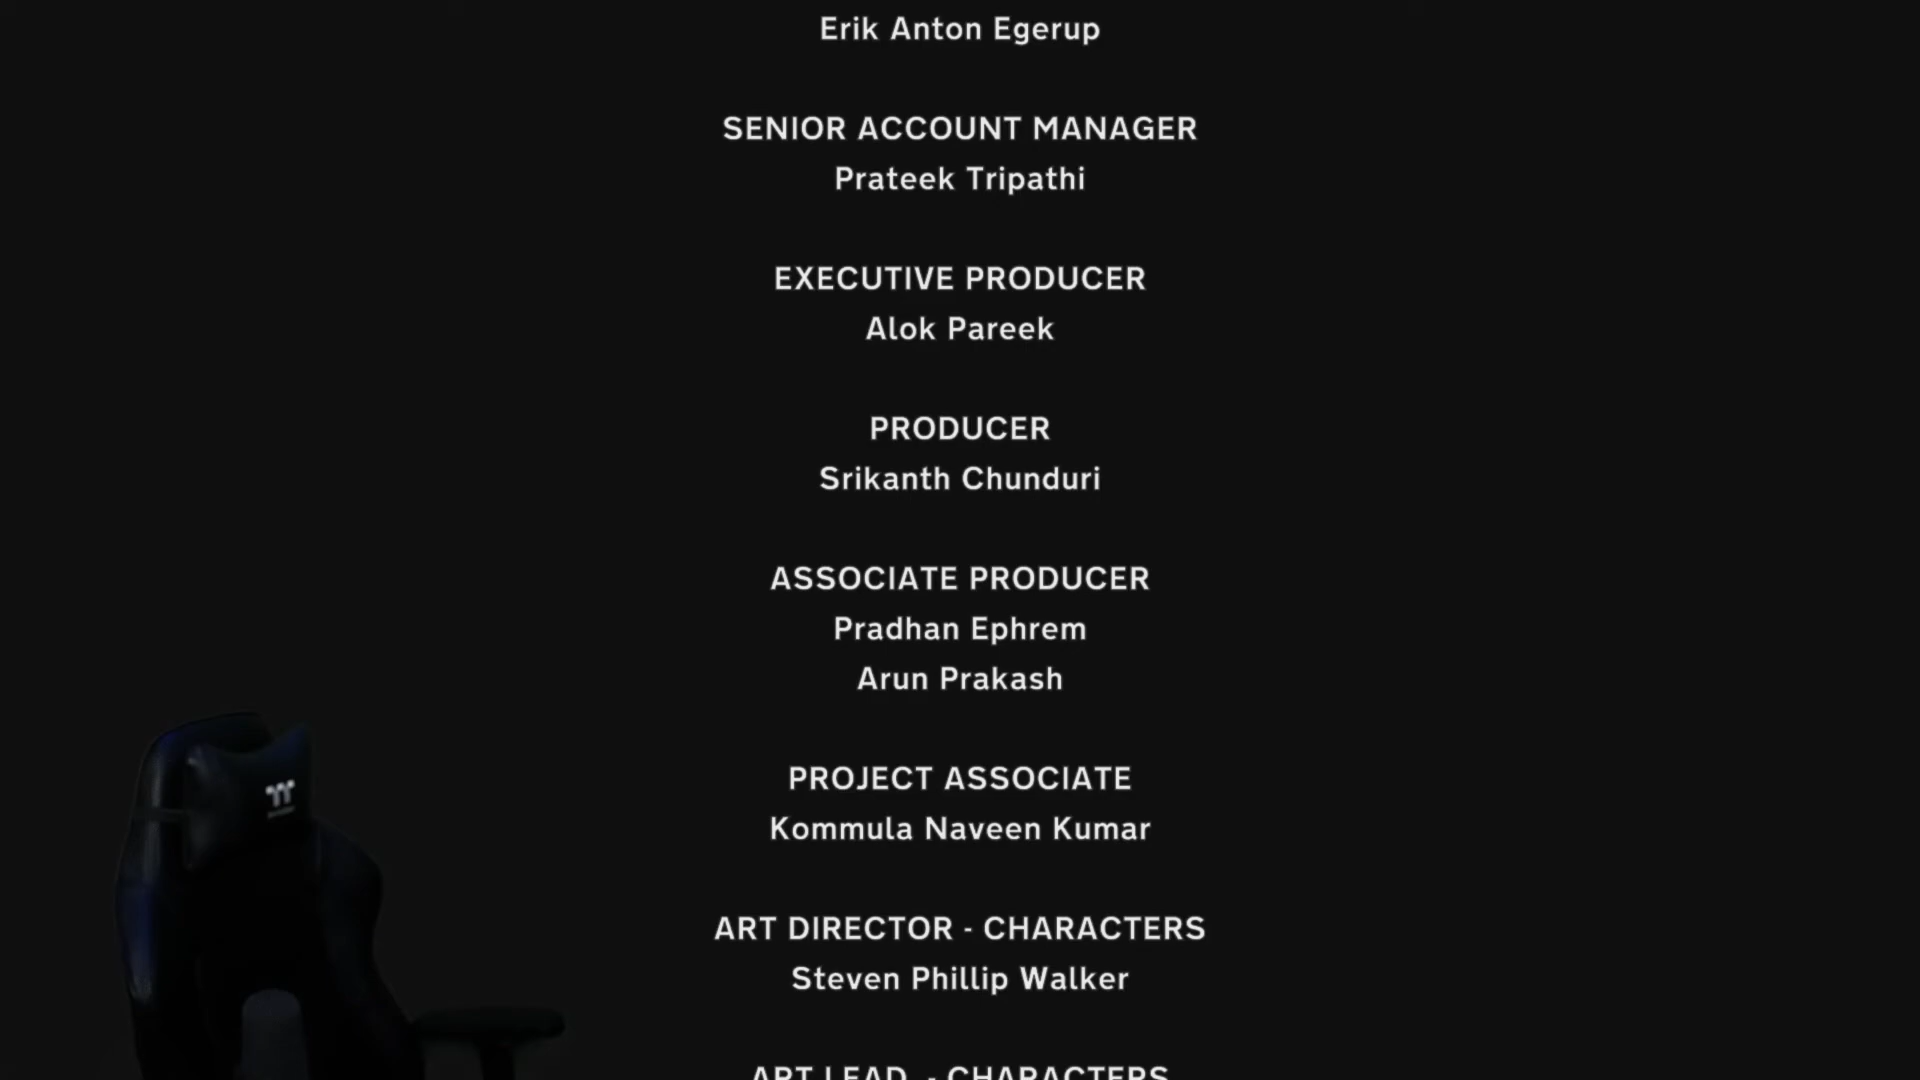 Erik Anton Egerup
SENIOR ACCOUNT MANAGER
Prateek Tripathi
EXECUTIVE PRODUCER
Alok Pareek
PRODUCER
Srikanth Chunduri
ASSOCIATE PRODUCER
Pradhan Ephrem
Arun Prakash
PROJECT ASSOCIATE
Kommula Naveen Kumar
ART DIRECTOR - CHARACTERS
Steven Phillip Walker
ART LEAD - CHARACTERS